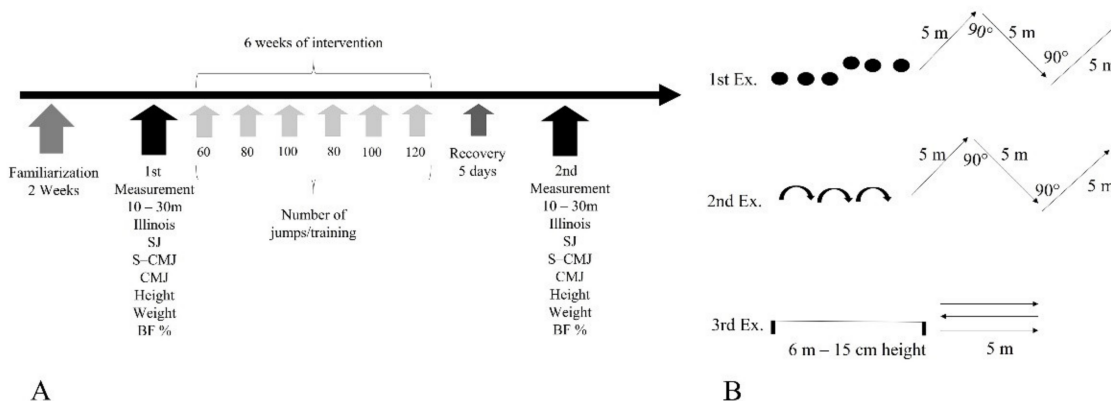 6 weeks of intervention
60
80
100
80
100
120
Familiarization
2 Weeks
1st
Measurement
10 – 30m
Illinois
SJ
S–CMJ
CMJ
Height
Weight
BF %
Number of
jumps/training
Recovery
5 days
2nd
Measurement
10 – 30m
Illinois
SJ
S–CMJ
CMJ
Height
Weight
BF %
A
1st Ex.
5 m
90°
5 m
90°
5 m
2nd Ex.
5 m
90°
5 m
90°
5 m
3rd Ex.
6 m – 15 cm height
5 m
B